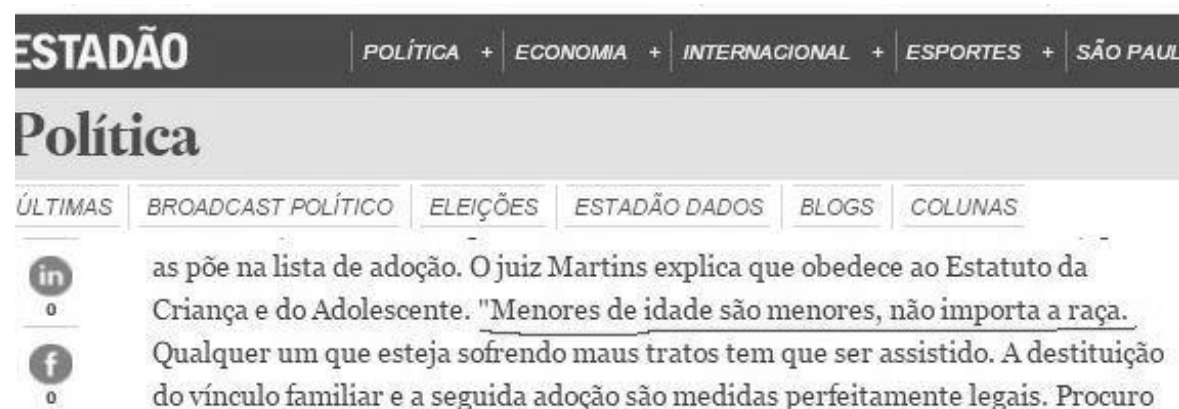 ESTADÃO
POLÍTICA + ECONOMIA + INTERNACIONAL + ESPORTES + SÃO PAUL
Política
ÚLTIMAS BROADCAST POLÍTICO ELEIÇÕES ESTADÃO DADOS BLOGS COLUNAS
in
0
as põe na lista de adoção. O juiz Martins explica que obedece ao Estatuto da
Criança e do Adolescente. "Menores de idade são menores, não importa a raça.
f
0
Qualquer um que esteja sofrendo maus tratos tem que ser assistido. A destituição
do vínculo familiar e a seguida adoção são medidas perfeitamente legais. Procuro